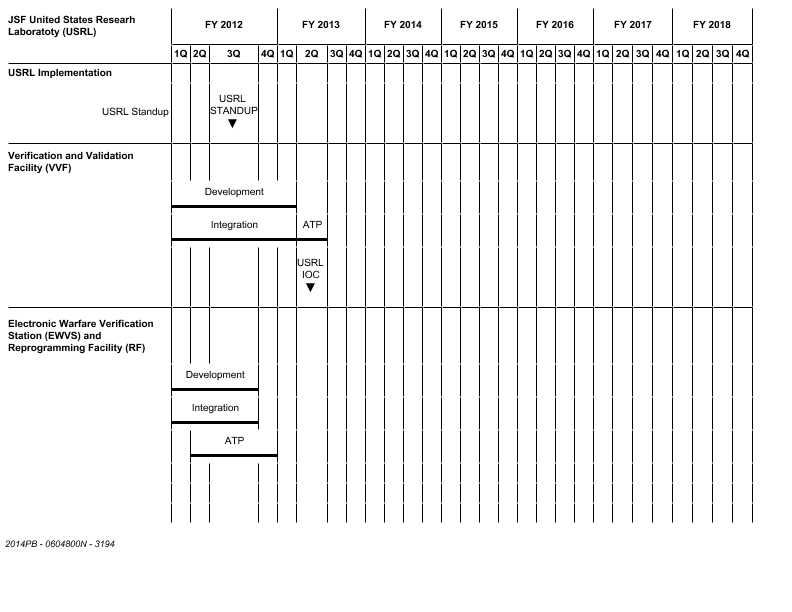 JSF United States Researh
Laboratoty (USRL)
FY 2012 FY 2013 FY 2014 FY 2015 FY 2016 FY 2017 FY 2018
1Q 2Q 3Q 4Q 1Q 2Q 3Q 4Q 1Q 2Q 3Q 4Q 1Q 2Q 3Q 4Q 1Q 2Q 3Q 4Q 1Q 2Q 3Q 4Q 1Q 2Q 3Q 4Q
USRL Implementation
USRL Standup
USRL
STANDUP
Verification and Validation
Facility (VVF)
Development
Integration ATP
USRL
IOC
Electronic Warfare Verification
Station (EWVS) and
Reprogramming Facility (RF)
Development
Integration
ATP
2014PB - 0604800N - 3194